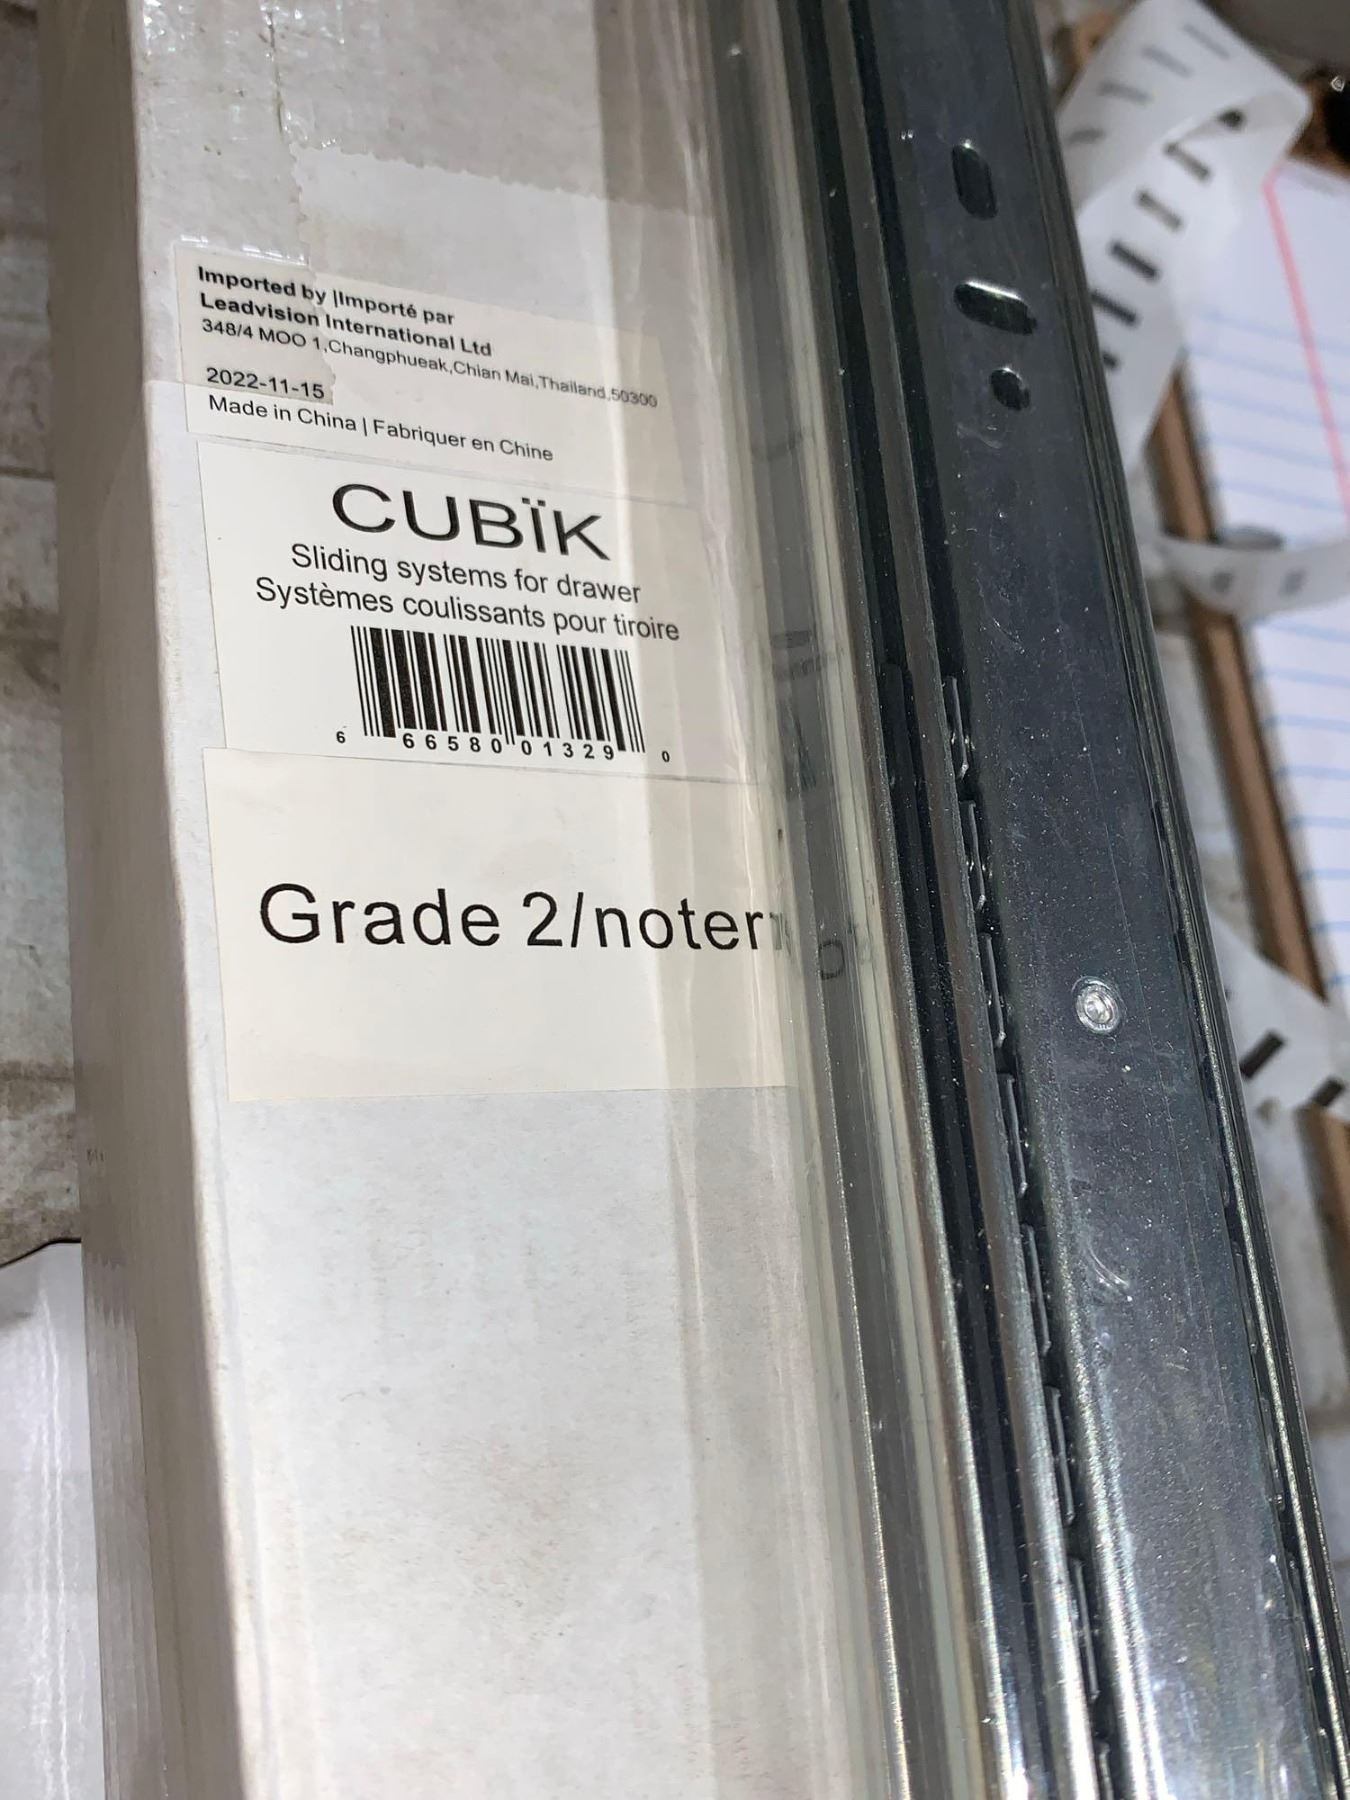 Imported by |Importé par
Leadvision International Ltd
348/4 MOO 1,Changphueak,Chian Mai,Thailand,50300
2022-11-15
Made in China | Fabriquer en Chine
CUBÏK
Sliding systems for drawer
Systèmes coulissants pour tiroire
6 66580 01329 0
Grade 2/noter